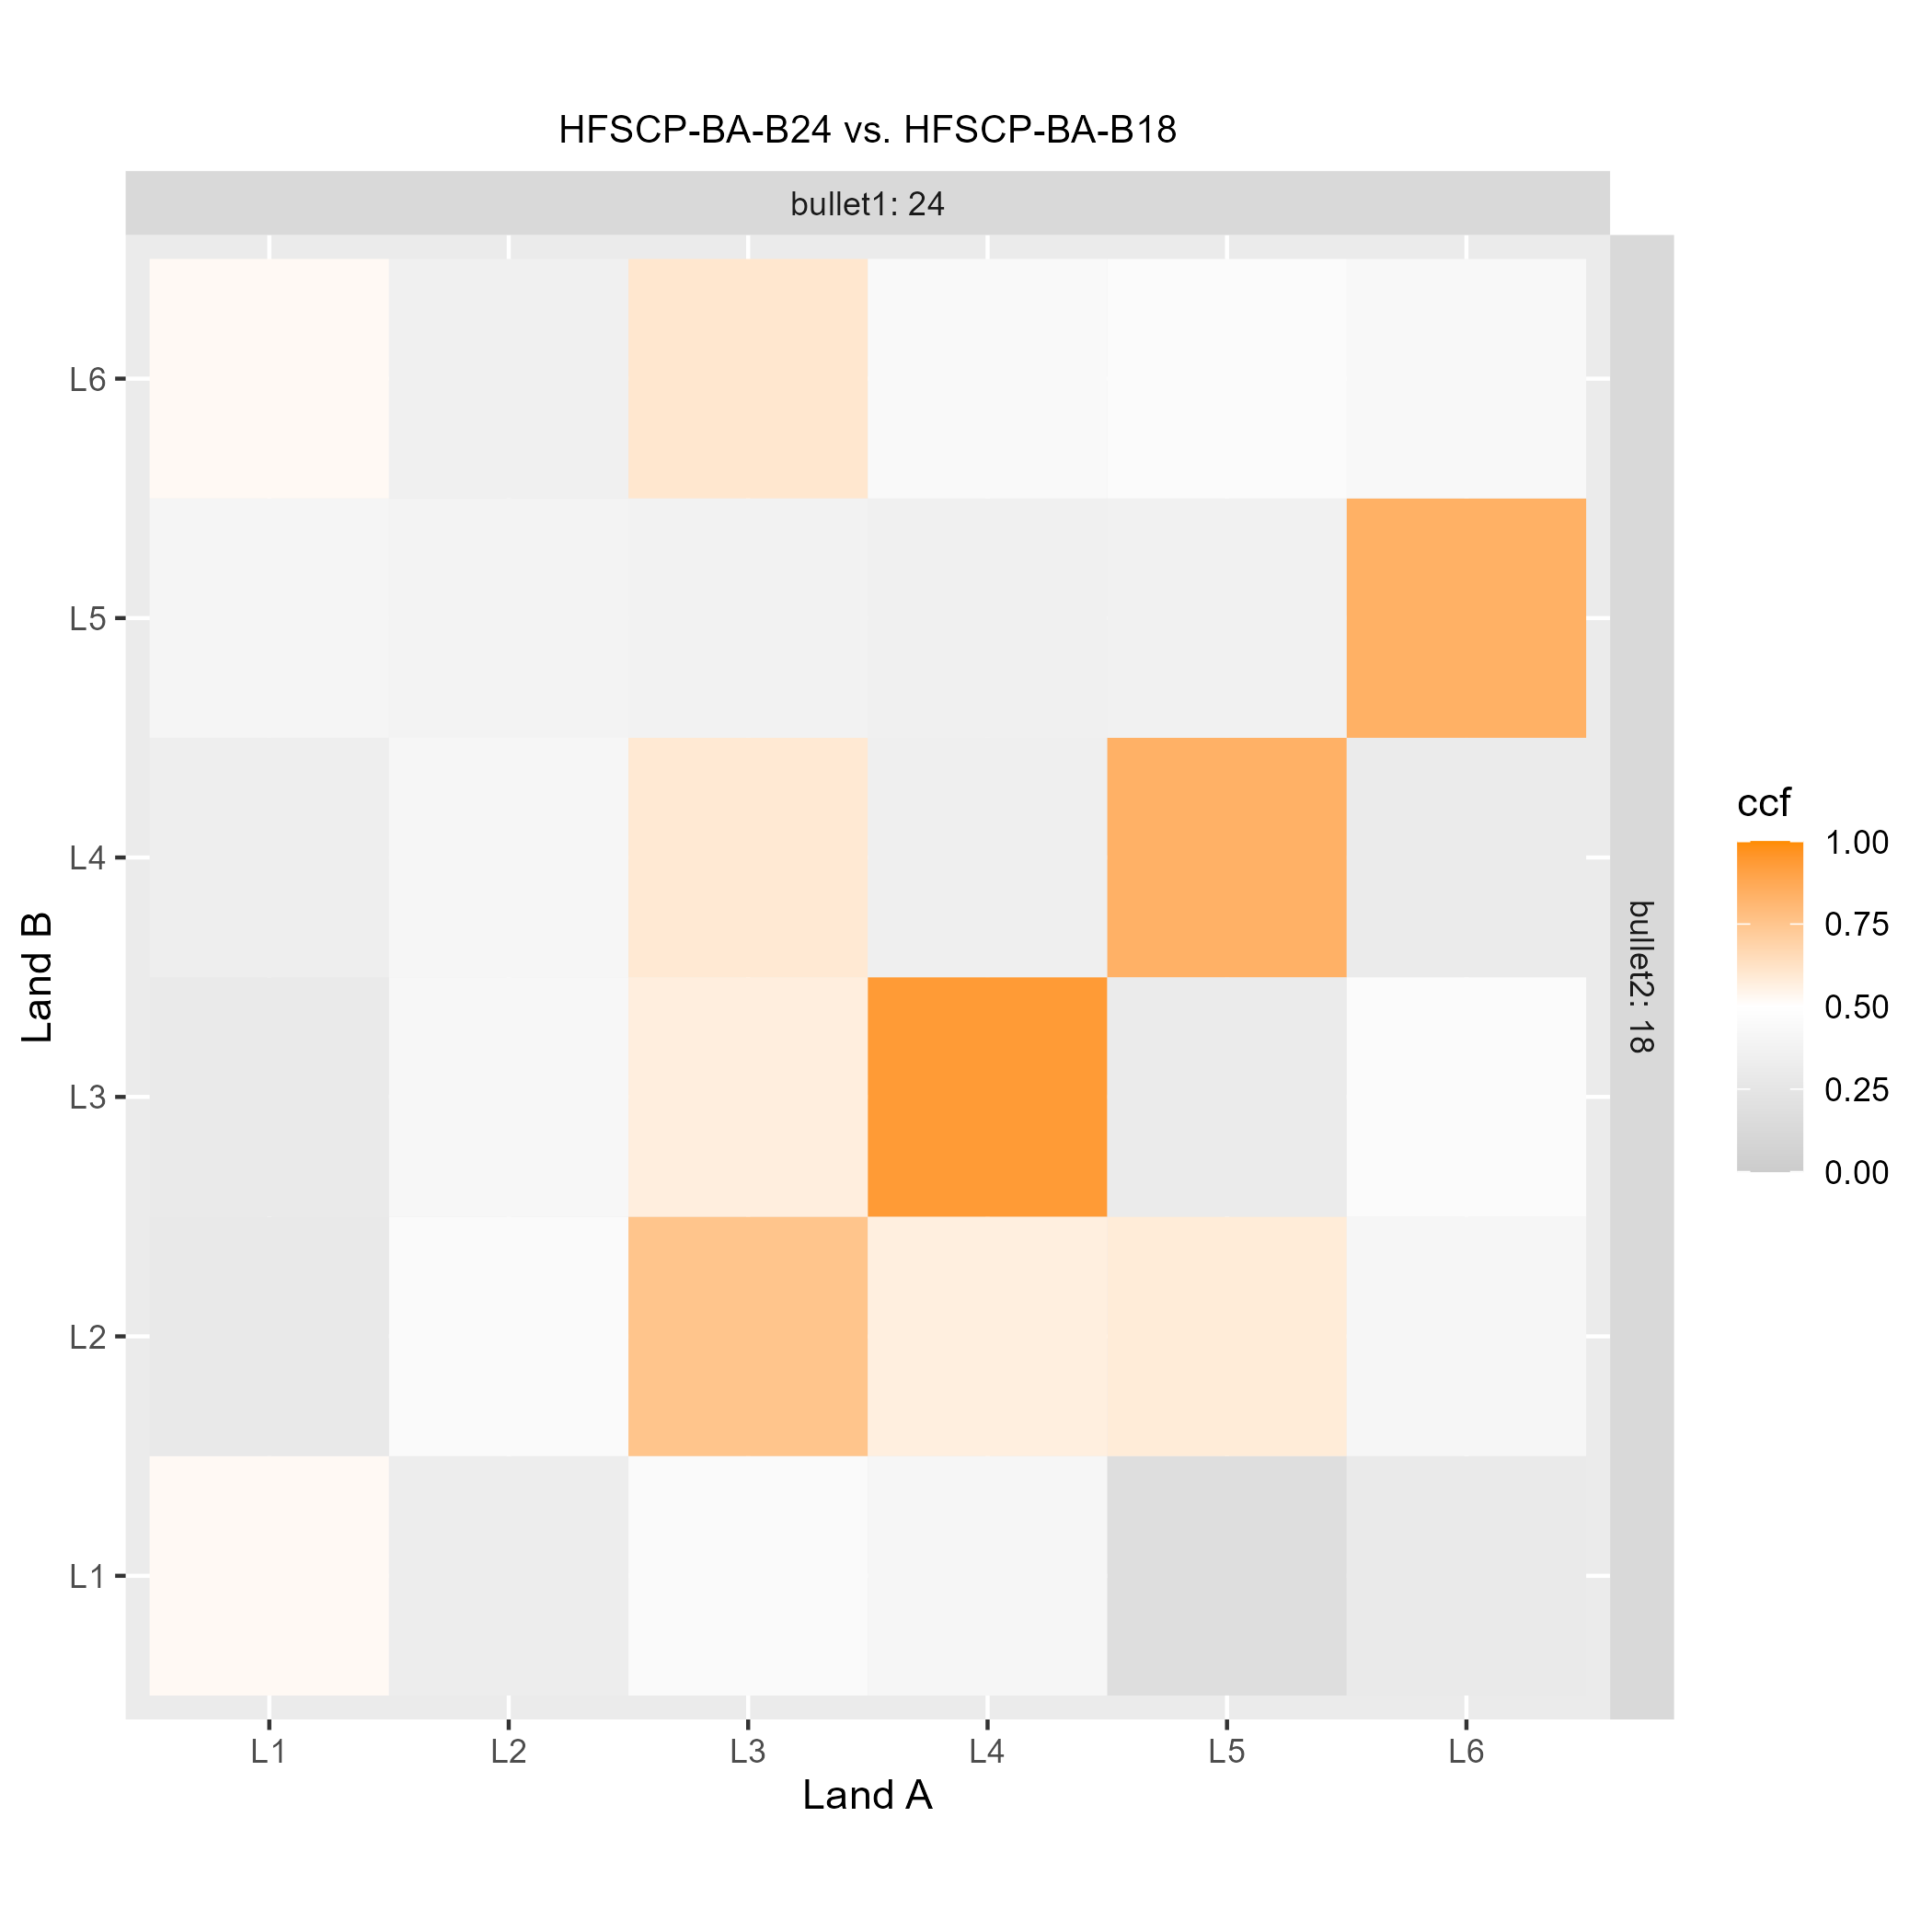 HFSCP-BA-B24 vs. HFSCP-BA-B18
bullet1: 24
L6
L5
L4
L3
L2
L1
Land B
bullet2: 18
L1 L2 L3 L4 L5 L6
Land A
ccf
1.00
0.75
0.50
0.25
0.00